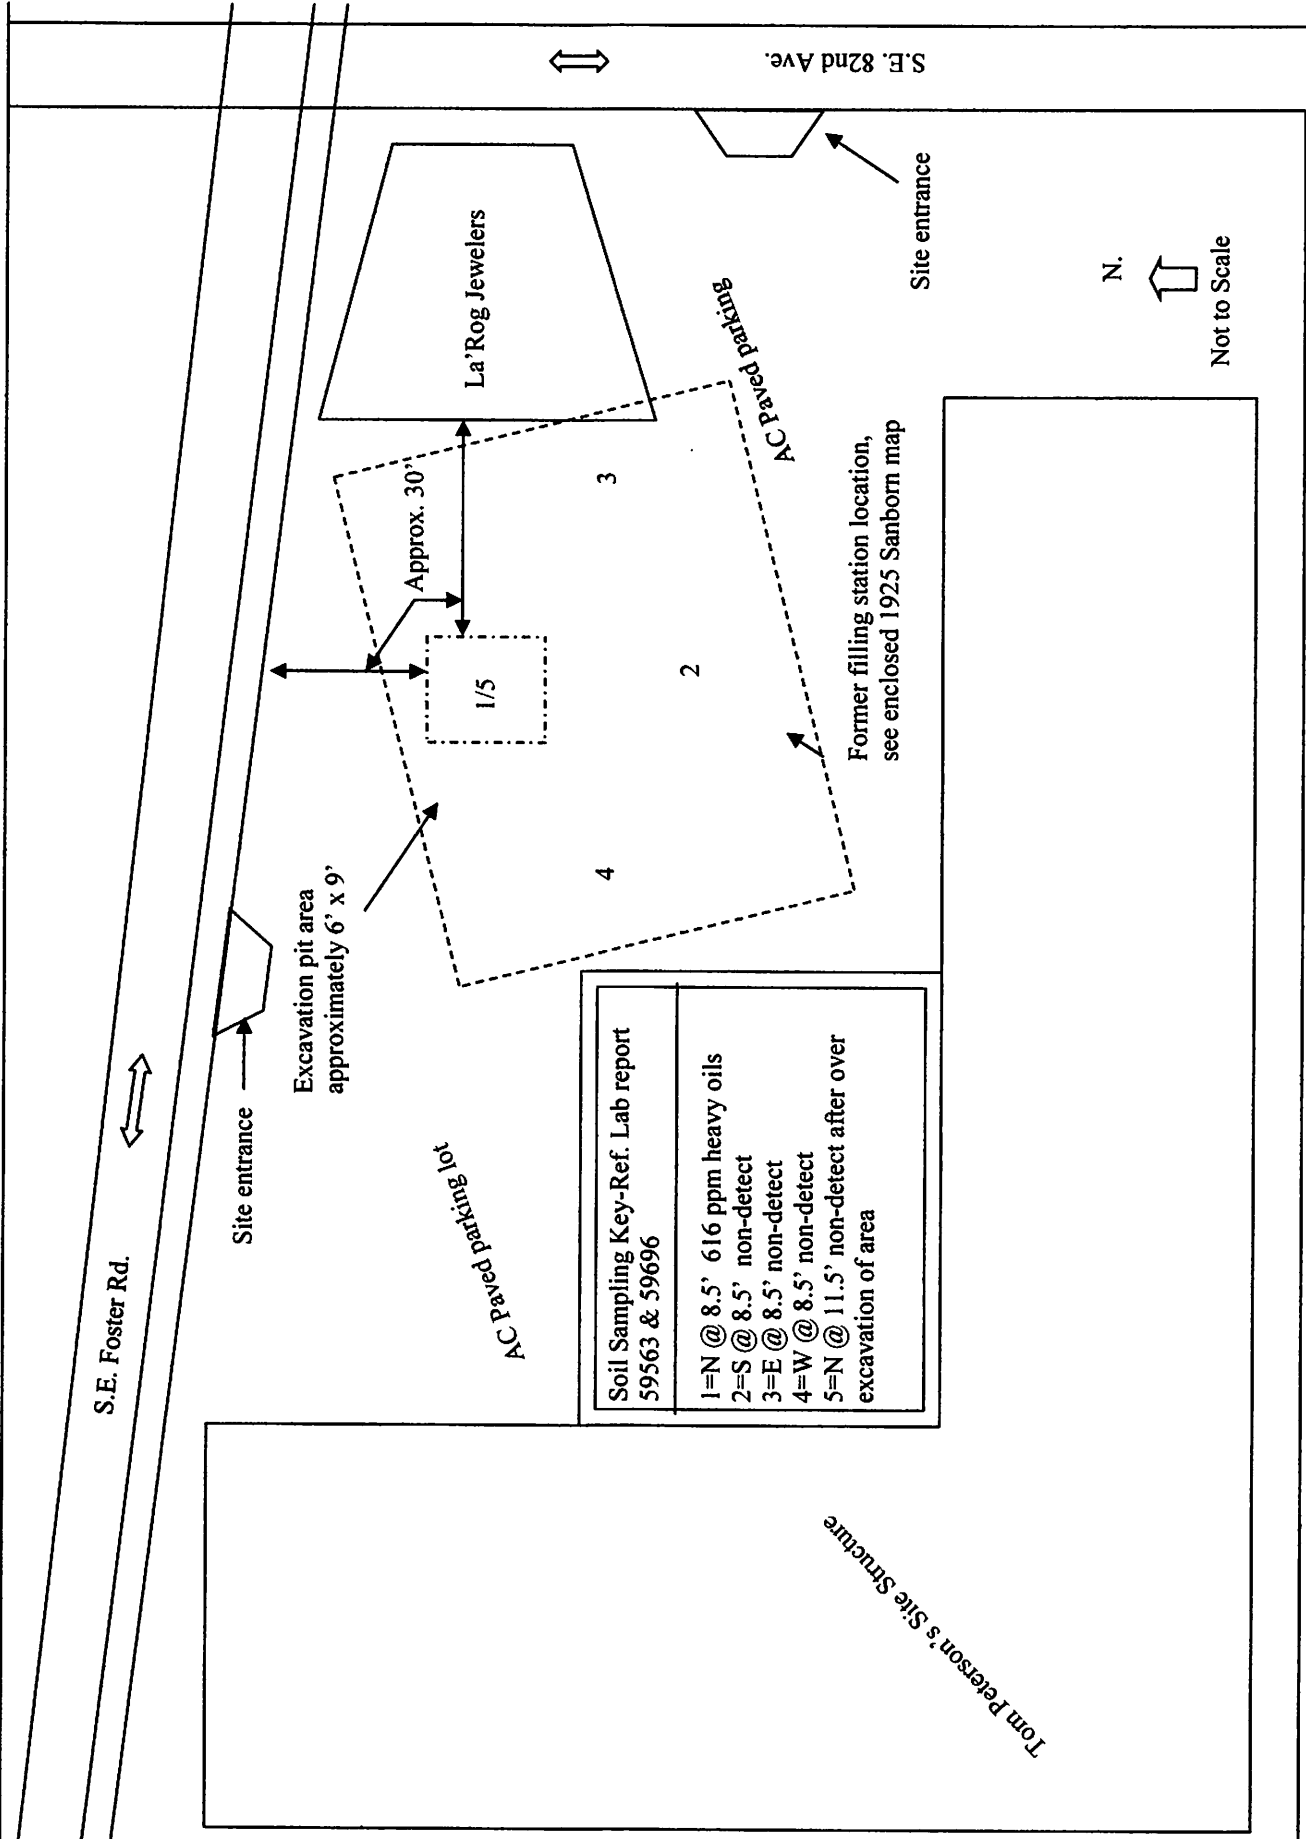 S.E. Foster Rd.
S.E. 82nd Ave.
Site entrance
Excavation pit area
approximately 6' x 9'
Approx. 30'
La'Rog Jewelers
1/5
4
2
3
AC Paved parking lot
AC Paved parking
Site entrance
Former filling station location,
see enclosed 1925 Sanborn map
Soil Sampling Key-Ref. Lab report
59563 & 59696
1=N @ 8.5' 616 ppm heavy oils
2=S @ 8.5' non-detect
3=E @ 8.5' non-detect
4=W @ 8.5' non-detect
5=N @ 11.5' non-detect after over
excavation of area
Tom Peterson's Site Structure
N.
Not to Scale